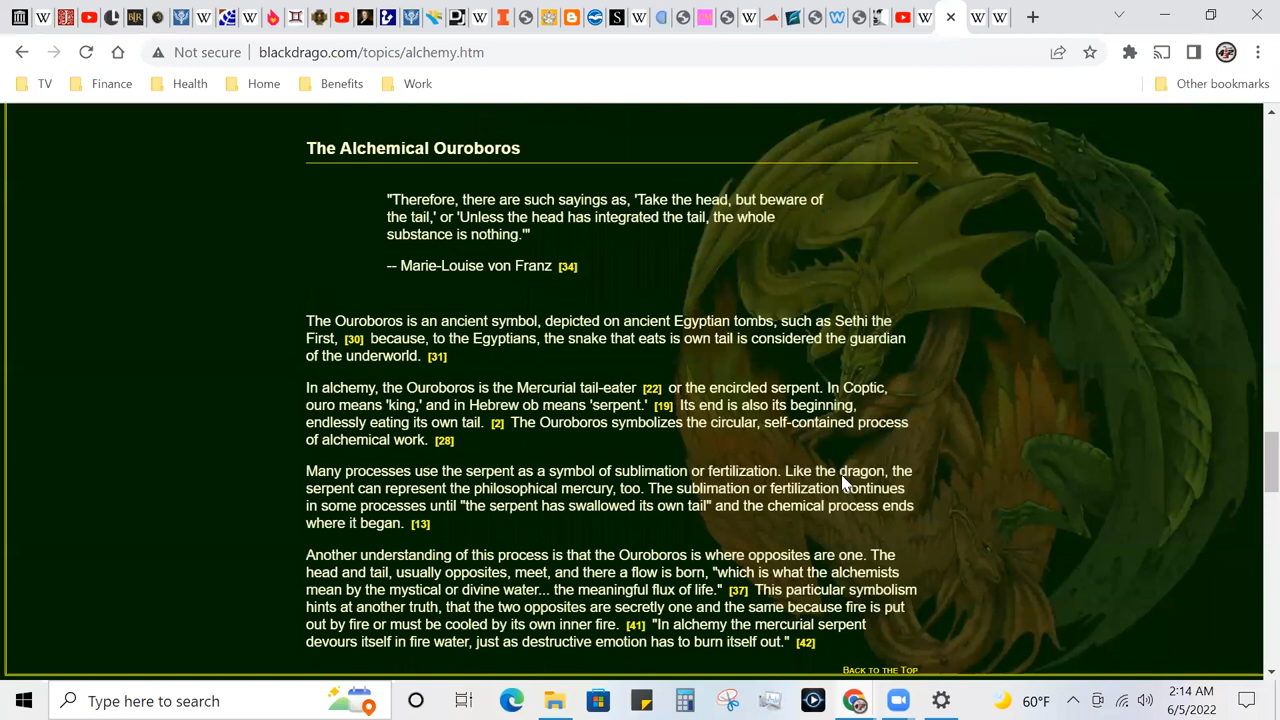 Not secure
blackdrago.com/topics/alchemy.htm
TV
Finance
Health
Home
Benefits
Work
Other bookmarks
The Alchemical Ouroboros
"Therefore, there are such sayings as, 'Take the head, but beware of
the tail,' or 'Unless the head has integrated the tail, the whole
substance is nothing.'"
-- Marie-Louise von Franz [34]
The Ouroboros is an ancient symbol, depicted on ancient Egyptian tombs, such as Sethi the
First, [30] because, to the Egyptians, the snake that eats is own tail is considered the guardian
of the underworld. [31]
In alchemy, the Ouroboros is the Mercurial tail-eater [22] or the encircled serpent. In Coptic,
ouro means 'king,' and in Hebrew ob means 'serpent.' [19] Its end is also its beginning,
endlessly eating its own tail. [2] The Ouroboros symbolizes the circular, self-contained process
of alchemical work. [28]
Many processes use the serpent as a symbol of sublimation or fertilization. Like the dragon, the
serpent can represent the philosophical mercury, too. The sublimation or fertilization continues
in some processes until "the serpent has swallowed its own tail" and the chemical process ends
where it began. [13]
Another understanding of this process is that the Ouroboros is where opposites are one. The
head and tail, usually opposites, meet, and there a flow is born, "which is what the alchemists
mean by the mystical or divine water... the meaningful flux of life." [37] This particular symbolism
hints at another truth, that the two opposites are secretly one and the same because fire is put
out by fire or must be cooled by its own inner fire. [41] "In alchemy the mercurial serpent
devours itself in fire water, just as destructive emotion has to burn itself out." [42]
BACK TO THE TOP
Type here to search
60°F
2:14 AM
6/5/2022